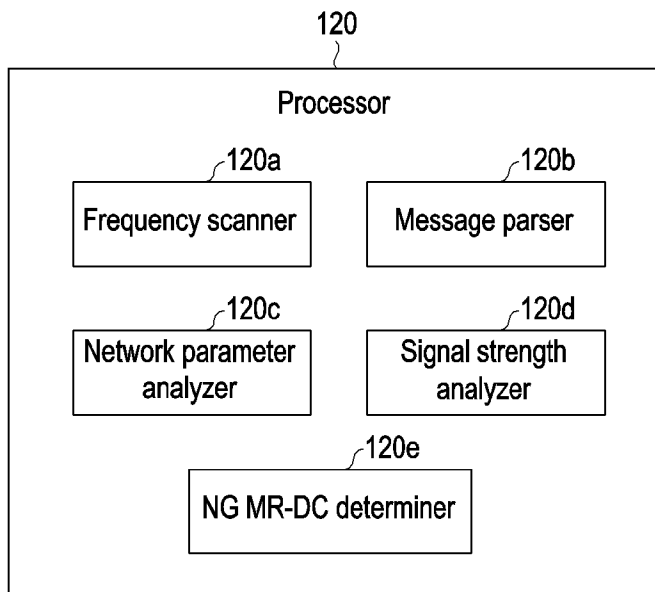 120
Processor
120a
Frequency scanner
120b
Message parser
120c
Network parameter
analyzer
120d
Signal strength
analyzer
120e
NG MR-DC determiner